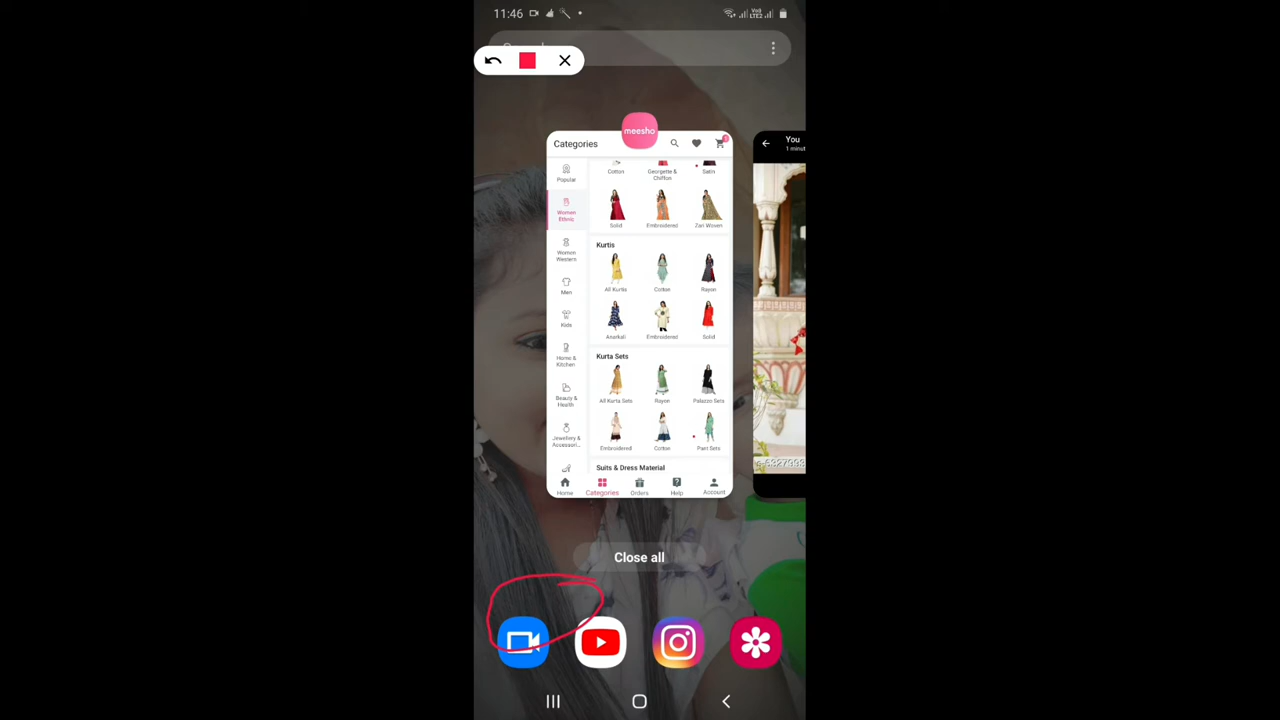 11:46
Vo))
LTE2
meesho
Categories
Popular
Women
Ethnic
Women
Western
Men
Kids
Home &
Kitchen
Beauty &
Health
Jewellery &
Accessori...
Cotton
Georgette &
Chiffon
Satin
Solid
Embroidered
Zari Woven
Kurtis
All Kurtis
Cotton
Rayon
Anarkali
Embroidered
Solid
Kurta Sets
All Kurta Sets
Rayon
Palazzo Sets
Embroidered
Cotton
Pant Sets
Suits & Dress Material
Home
Categories
Orders
Help
Account
You
1 minut
Close all